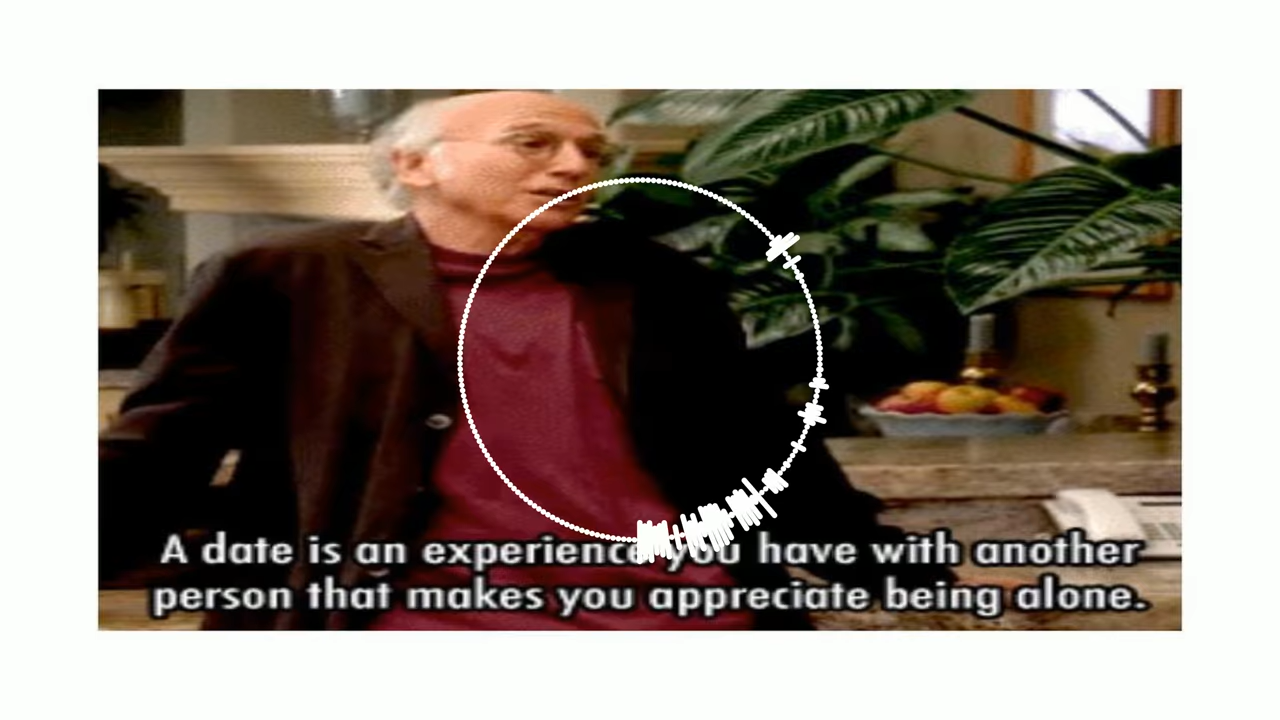 A date is an experience you have with another
person that makes you appreciate being alone.